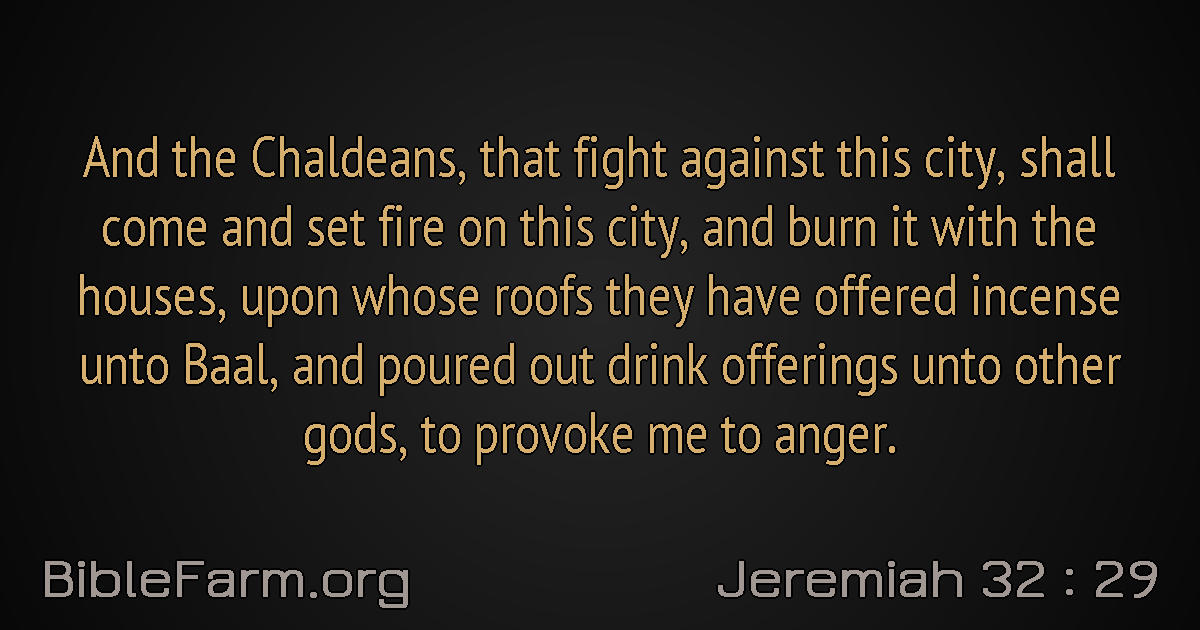 And the Chaldeans, that fight against this city, shall
come and set fire on this city, and burn it with the
houses, upon whose roofs they have offered incense
unto Baal, and poured out drink offerings unto other
gods, to provoke me to anger.
BibleFarm.org
Jeremiah 32 : 29